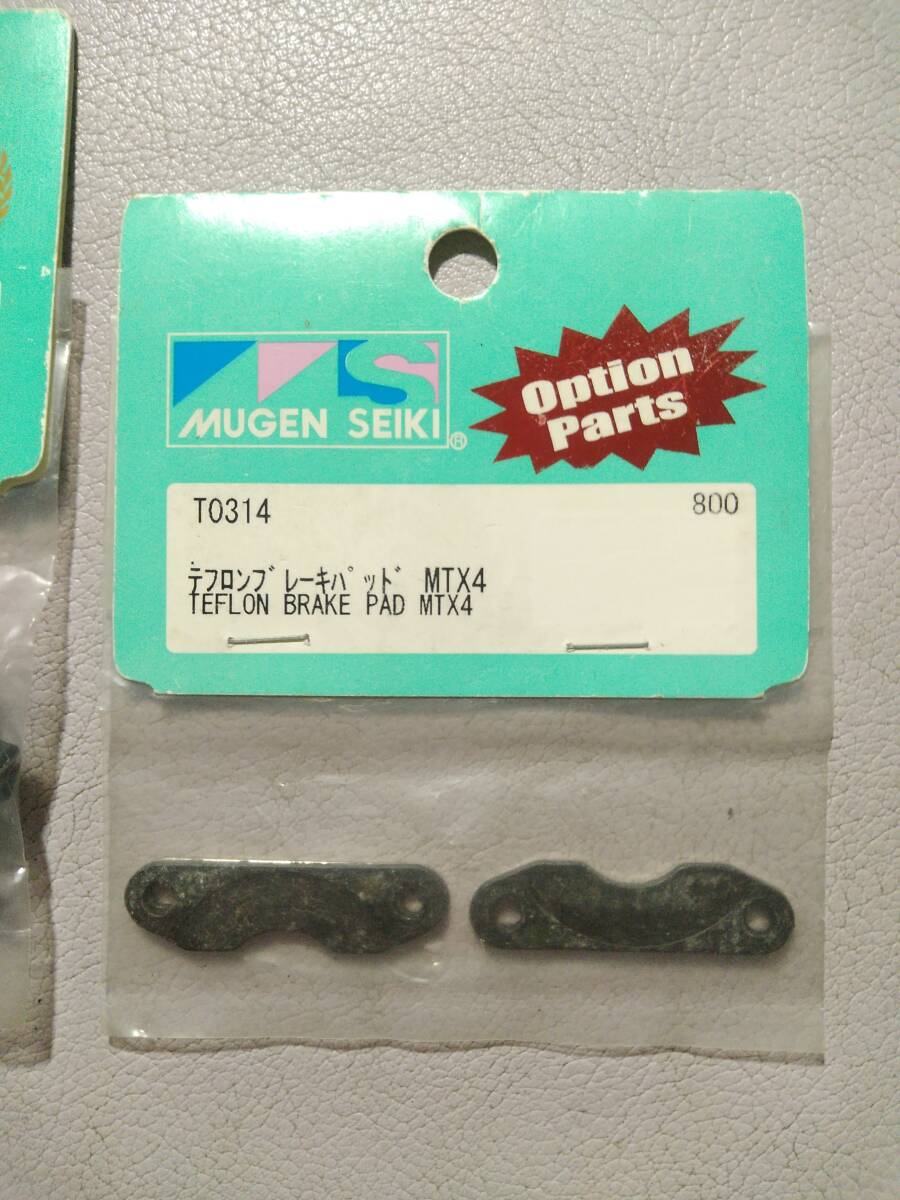 MUGEN SEIKI®
Option
Parts
T0314
800
ﾃﾌﾛﾝﾌﾞﾚｰｷﾊﾟｯﾄﾞ MTX4
TEFLON BRAKE PAD MTX4